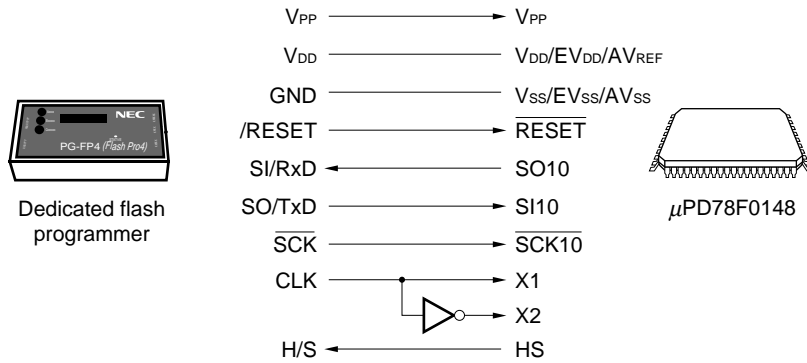 VPP VPP
VDD VDD/EVDD/AVREF
GND VSS/EVSS/AVSS
/RESET RESET
SI/RxD SO10
SO/TxD SI10
SCK SCK10
CLK X1
X2
H/S HS
NEC
PG-FP4 (Flash Pro4)
Dedicated flash
programmer
μPD78F0148